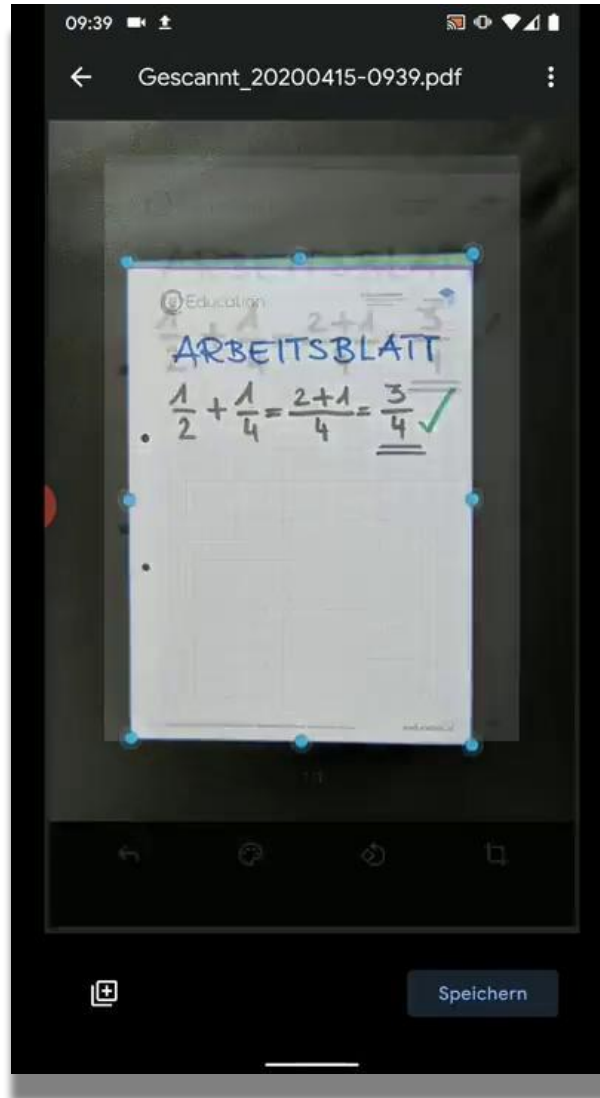 09:39
Gescannt_20200415-0939.pdf
Education
ARBEITSBLATT
1/2 + 1/4 = 2+1/4 = 3/4 ✓
Speichern